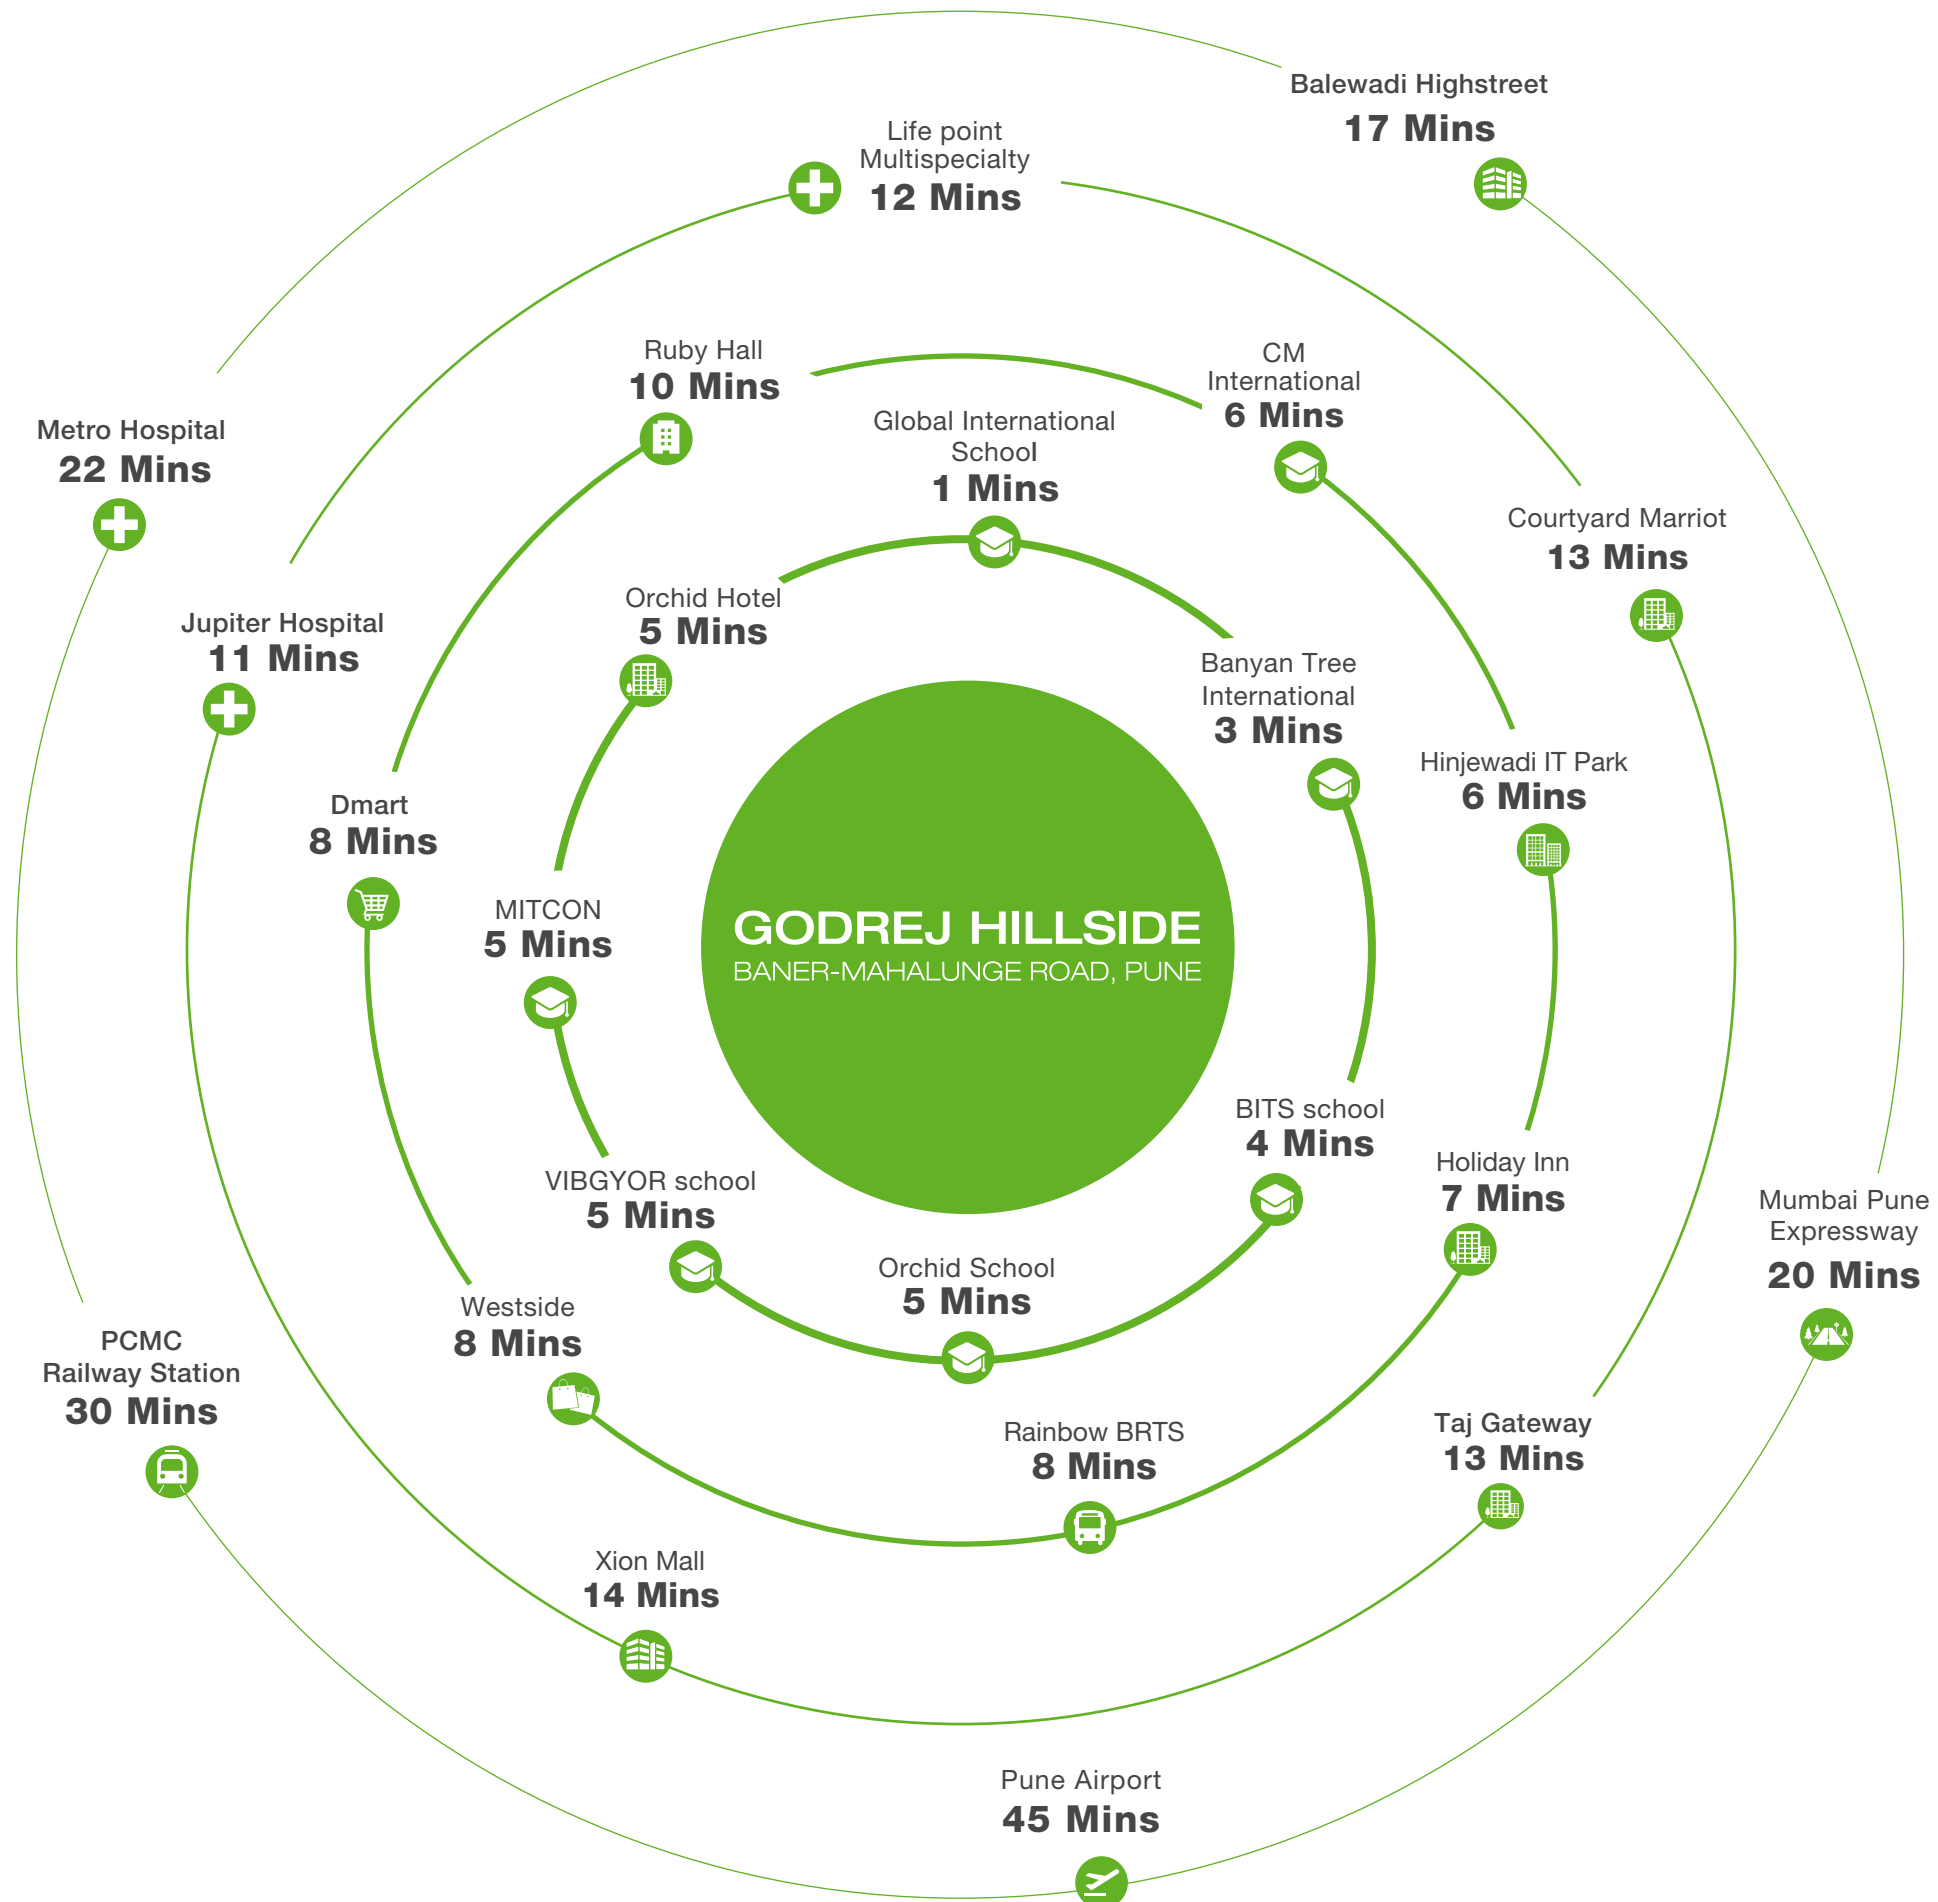 Balewadi Highstreet
17 Mins
Life point
Multispecialty
12 Mins
Ruby Hall
10 Mins
CM
International
6 Mins
Global International
School
1 Mins
Metro Hospital
22 Mins
Courtyard Marriot
13 Mins
Orchid Hotel
5 Mins
Jupiter Hospital
11 Mins
Banyan Tree
International
3 Mins
Hinjewadi IT Park
6 Mins
Dmart
8 Mins
MITCON
5 Mins
GODREJ HILLSIDE
BANER-MAHALUNGE ROAD, PUNE
BITS school
4 Mins
Holiday Inn
7 Mins
VIBGYOR school
5 Mins
Mumbai Pune
Expressway
20 Mins
Orchid School
5 Mins
Westside
8 Mins
PCMC
Railway Station
30 Mins
Rainbow BRTS
8 Mins
Taj Gateway
13 Mins
Xion Mall
14 Mins
Pune Airport
45 Mins